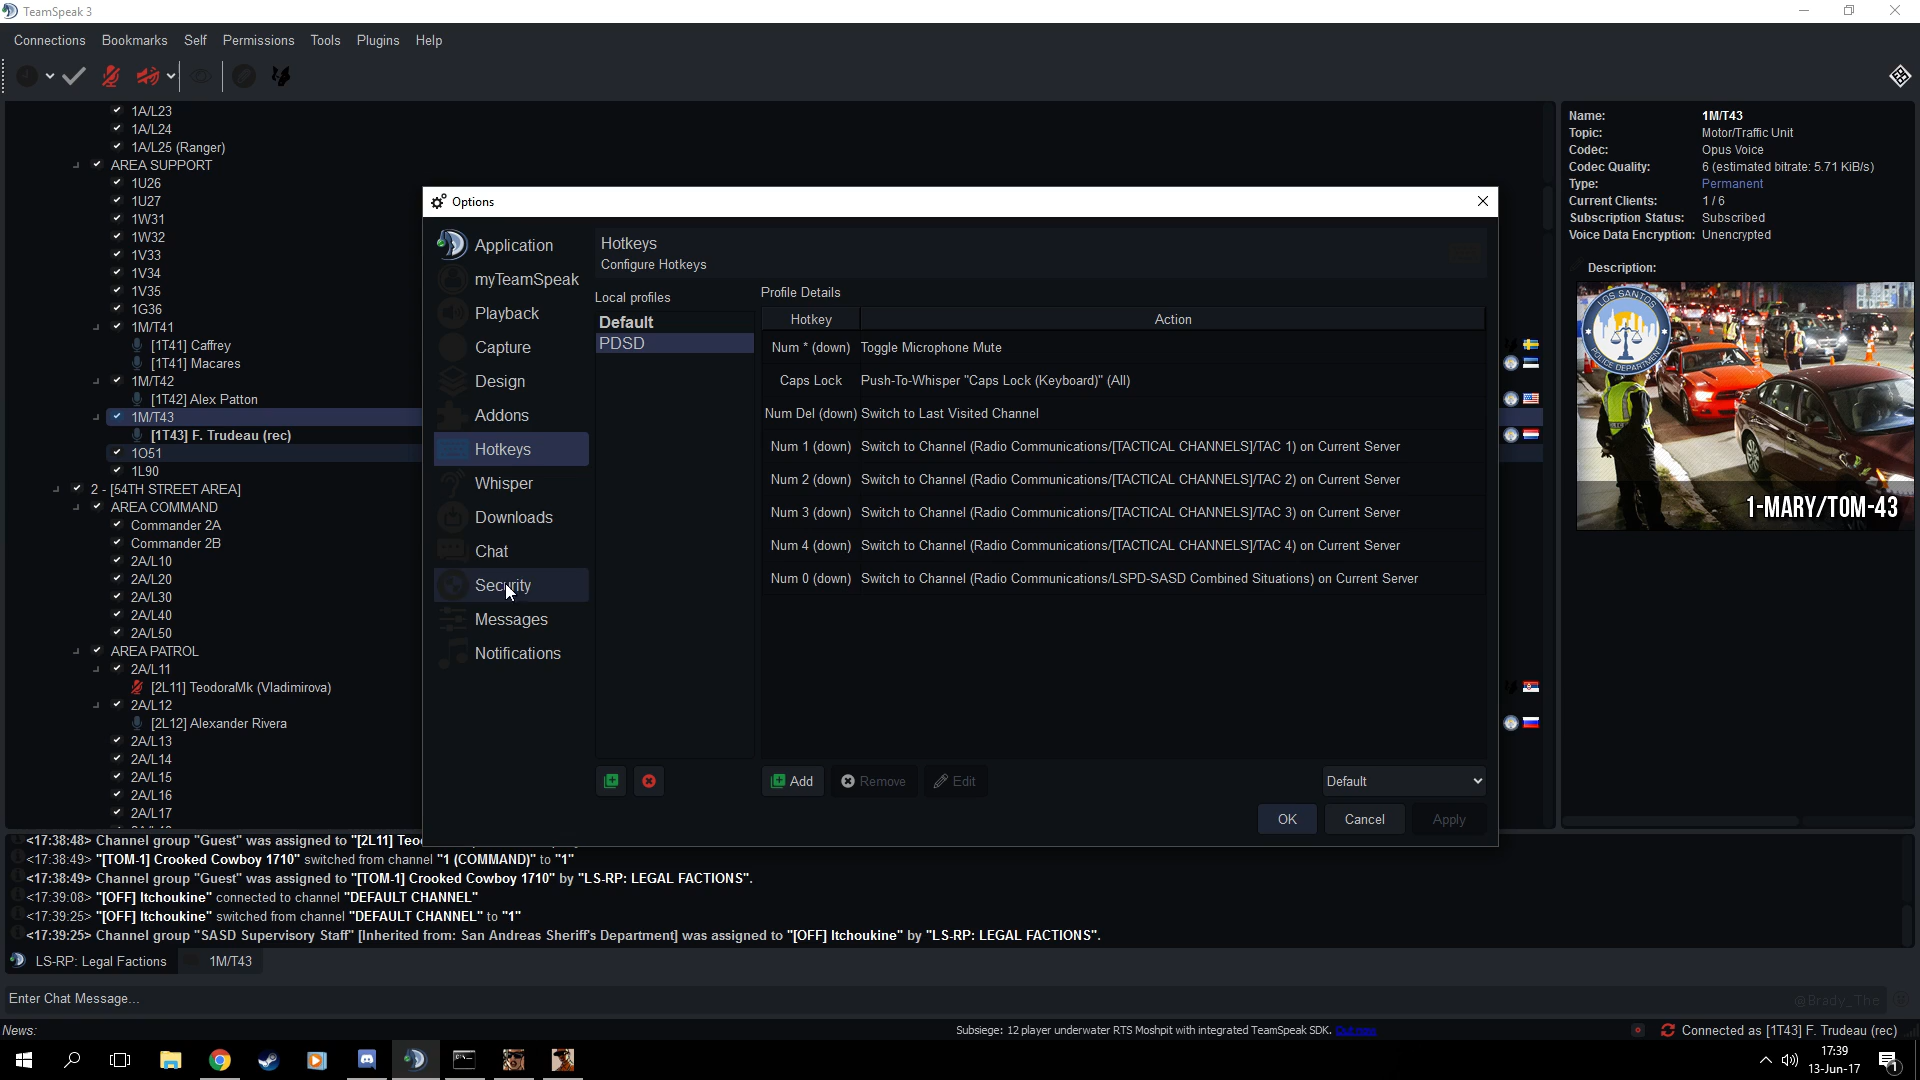 TeamSpeak 3
Connections Bookmarks Self Permissions Tools Plugins Help
1A/L23
1A/L24
1A/L25 (Ranger)
AREA SUPPORT
1U26
1U27
1W31
1W32
1V33
1V34
1V35
1G36
1M/T41
[1T41] Caffrey
[1T41] Macares
1M/T42
[1T42] Alex Patton
1M/T43
[1T43] F. Trudeau (rec)
1O51
1L90
2 - [54TH STREET AREA]
AREA COMMAND
Commander 2A
Commander 2B
2A/L10
2A/L20
2A/L30
2A/L40
2A/L50
AREA PATROL
2A/L11
[2L11] TeodoraMk (Vladimirova)
2A/L12
[2L12] Alexander Rivera
2A/L13
2A/L14
2A/L15
2A/L16
2A/L17
Options
Application
myTeamSpeak
Playback
Capture
Design
Addons
Hotkeys
Whisper
Downloads
Chat
Security
Messages
Notifications
Hotkeys
Configure Hotkeys
Local profiles
Default
PDSD
Profile Details
Hotkey Action
Num * (down) Toggle Microphone Mute
Caps Lock Push-To-Whisper "Caps Lock (Keyboard)" (All)
Num Del (down) Switch to Last Visited Channel
Num 1 (down) Switch to Channel (Radio Communications/[TACTICAL CHANNELS]/TAC 1) on Current Server
Num 2 (down) Switch to Channel (Radio Communications/[TACTICAL CHANNELS]/TAC 2) on Current Server
Num 3 (down) Switch to Channel (Radio Communications/[TACTICAL CHANNELS]/TAC 3) on Current Server
Num 4 (down) Switch to Channel (Radio Communications/[TACTICAL CHANNELS]/TAC 4) on Current Server
Num 0 (down) Switch to Channel (Radio Communications/LSPD-SASD Combined Situations) on Current Server
Add Remove Edit Default
OK Cancel Apply
Name: 1M/T43
Topic: Motor/Traffic Unit
Codec: Opus Voice
Codec Quality: 6 (estimated bitrate: 5.71 KiB/s)
Type: Permanent
Current Clients: 1 / 6
Subscription Status: Subscribed
Voice Data Encryption: Unencrypted
Description:
LOS SANTOS
POLICE DEPARTMENT
1-MARY/TOM-43
<17:38:48> Channel group "Guest" was assigned to "[2L11] Teo
<17:38:49> "[TOM-1] Crooked Cowboy 1710" switched from channel "1 (COMMAND)" to "1"
<17:38:49> Channel group "Guest" was assigned to "[TOM-1] Crooked Cowboy 1710" by "LS-RP: LEGAL FACTIONS".
<17:39:08> "[OFF] Itchoukine" connected to channel "DEFAULT CHANNEL"
<17:39:25> "[OFF] Itchoukine" switched from channel "DEFAULT CHANNEL" to "1"
<17:39:25> Channel group "SASD Supervisory Staff" [Inherited from: San Andreas Sheriff's Department] was assigned to "[OFF] Itchoukine" by "LS-RP: LEGAL FACTIONS".
LS-RP: Legal Factions 1M/T43
Enter Chat Message...
@Brady_The
News: Subsiege: 12 player underwater RTS Moshpit with integrated TeamSpeak SDK. Out now Connected as [1T43] F. Trudeau (rec)
17:39
13-Jun-17
1